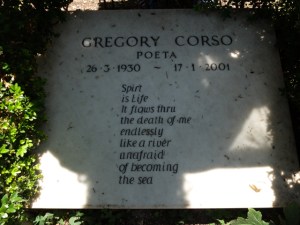 GREGORY CORSO
POETA
26·3·1930 ~ 17·1·2001
Spirt
is Life
It flows thru
the death of me
endlessly
like a river
unafraid
of becoming
the sea